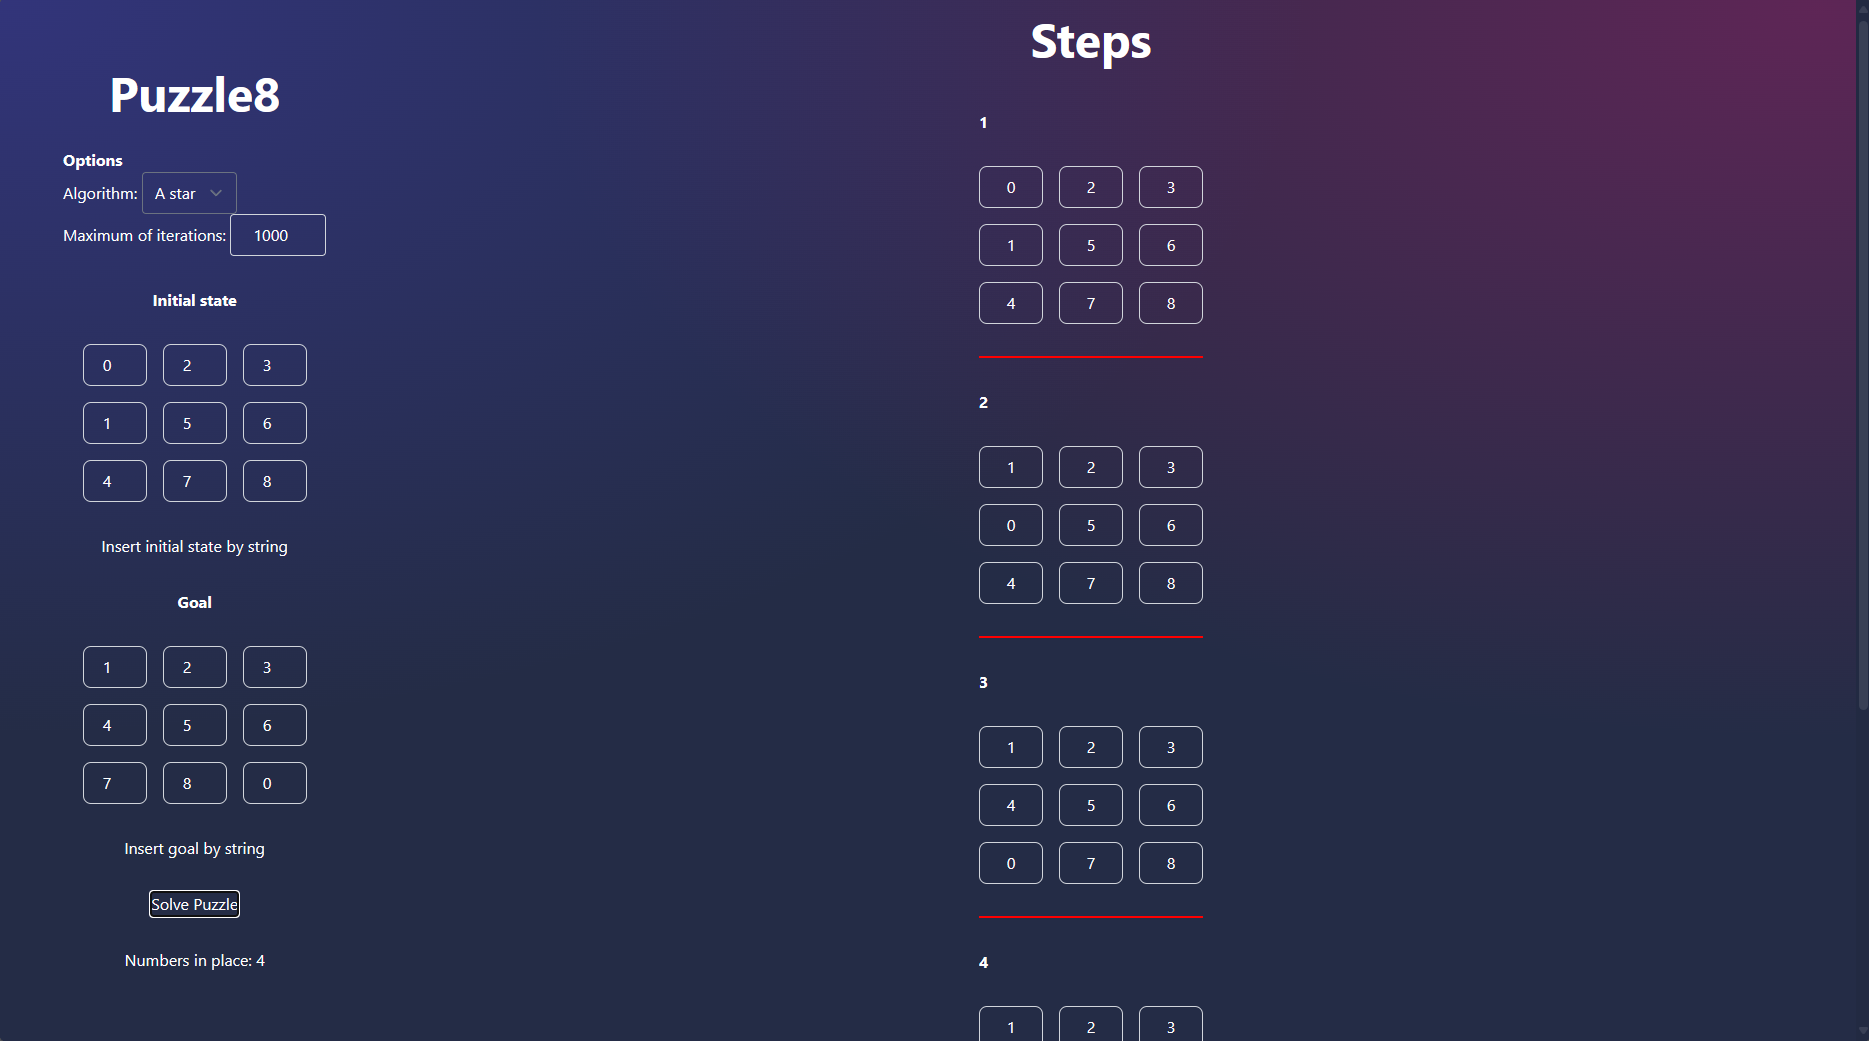 Puzzle8
Options
Algorithm: A star
Maximum of iterations: 1000
Initial state
0 2 3
1 5 6
4 7 8
Insert initial state by string
Goal
1 2 3
4 5 6
7 8 0
Insert goal by string
Solve Puzzle
Numbers in place: 4
Steps
1
0 2 3
1 5 6
4 7 8
2
1 2 3
0 5 6
4 7 8
3
1 2 3
4 5 6
0 7 8
4
1 2 3